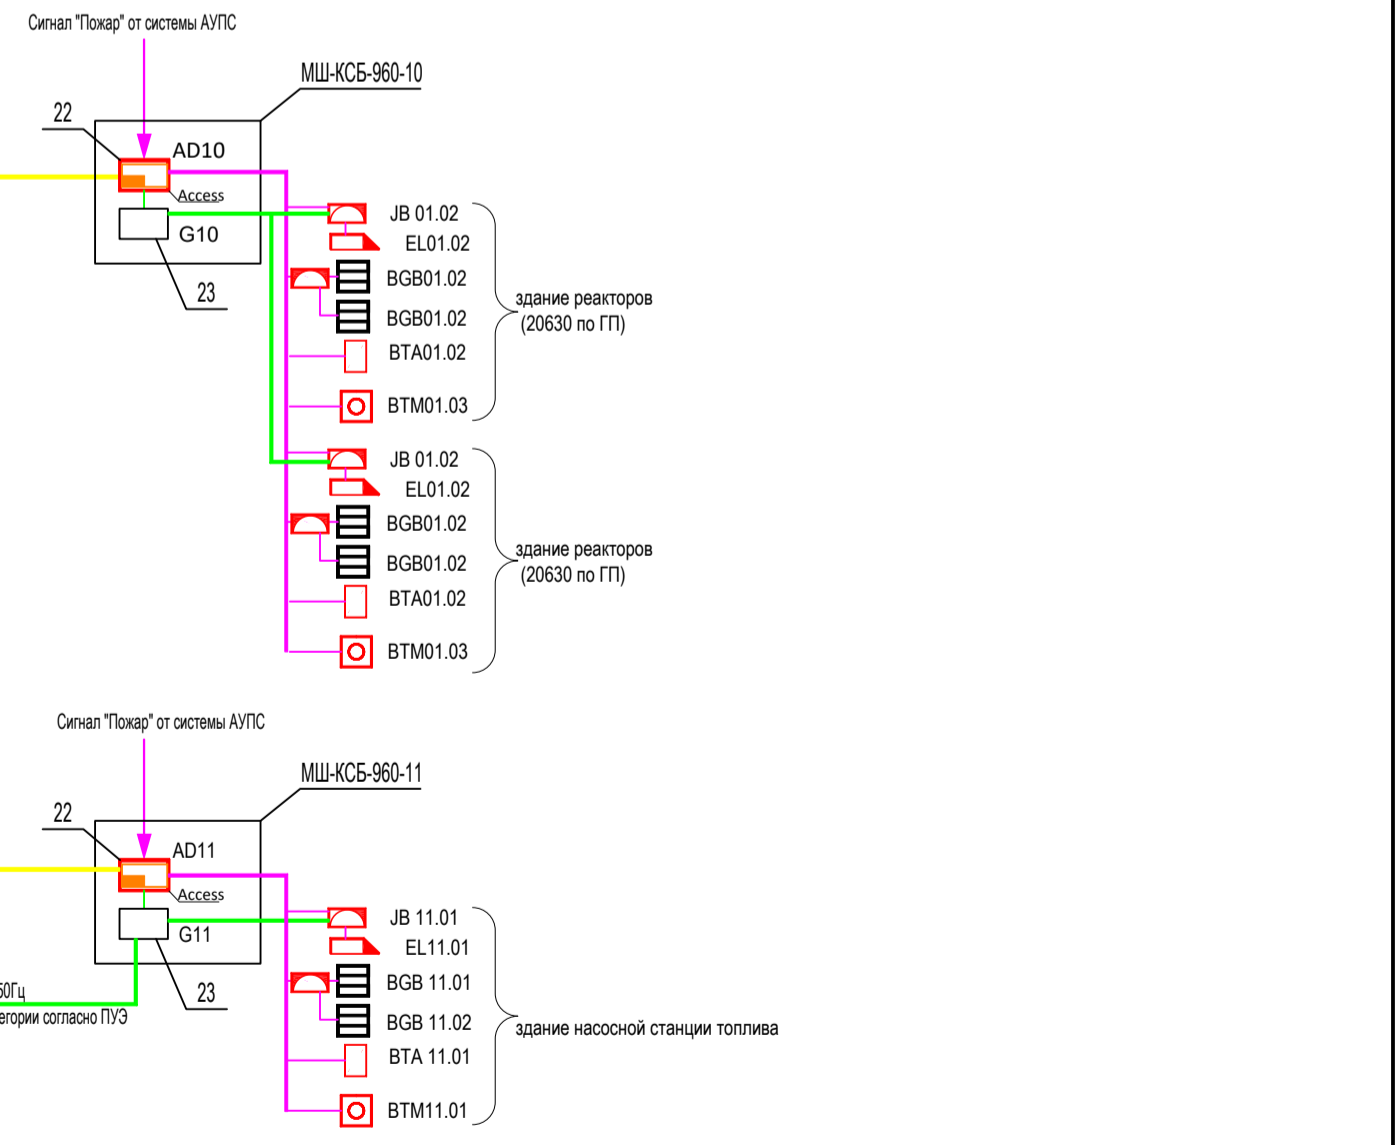 Сигнал "Пожар" от системы АУПС
МШ-КСБ-960-10
22
AD10
Access
G10
23
JB 01.02
EL01.02
BGB01.02
BGB01.02
BTA01.02
BTM01.03
здание реакторов
(20630 по ГП)
JB 01.02
EL01.02
BGB01.02
BGB01.02
BTA01.02
BTM01.03
здание реакторов
(20630 по ГП)
Сигнал "Пожар" от системы АУПС
МШ-КСБ-960-11
22
AD11
Access
G11
23
50Гц
егории согласно ПУЭ
JB 11.01
EL11.01
BGB 11.01
BGB 11.02
BTA 11.01
BTM11.01
здание насосной станции топлива